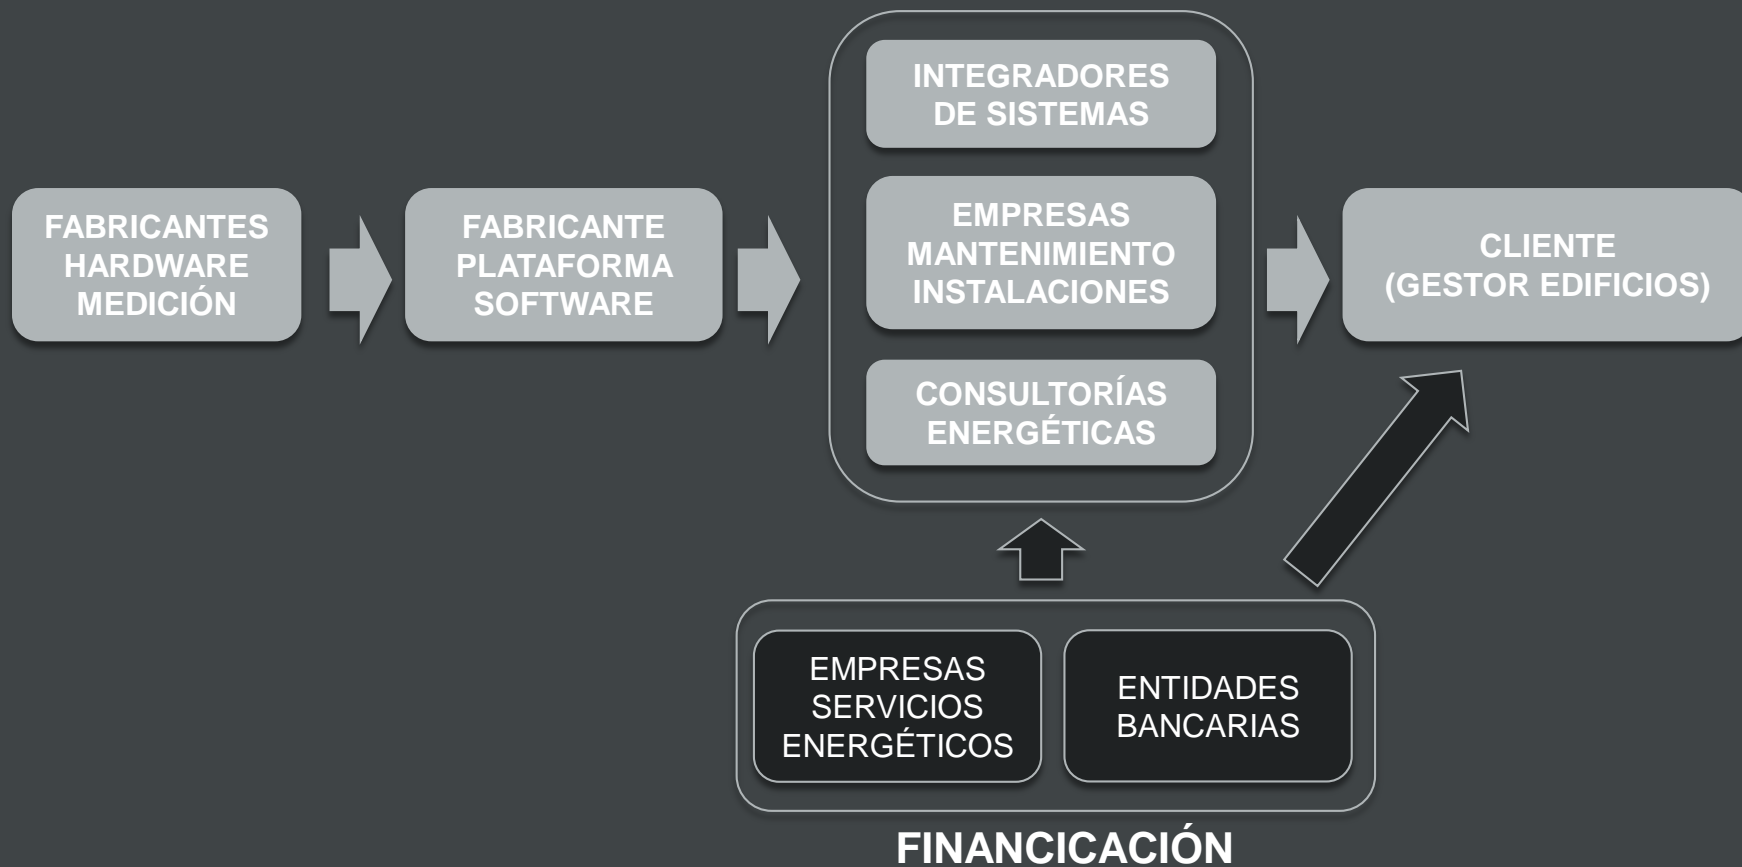 FABRICANTES
HARDWARE
MEDICIÓN
FABRICANTE
PLATAFORMA
SOFTWARE
INTEGRADORES
DE SISTEMAS
EMPRESAS
MANTENIMIENTO
INSTALACIONES
CONSULTORÍAS
ENERGÉTICAS
CLIENTE
(GESTOR EDIFICIOS)
EMPRESAS
SERVICIOS
ENERGÉTICOS
ENTIDADES
BANCARIAS
FINANCICACIÓN